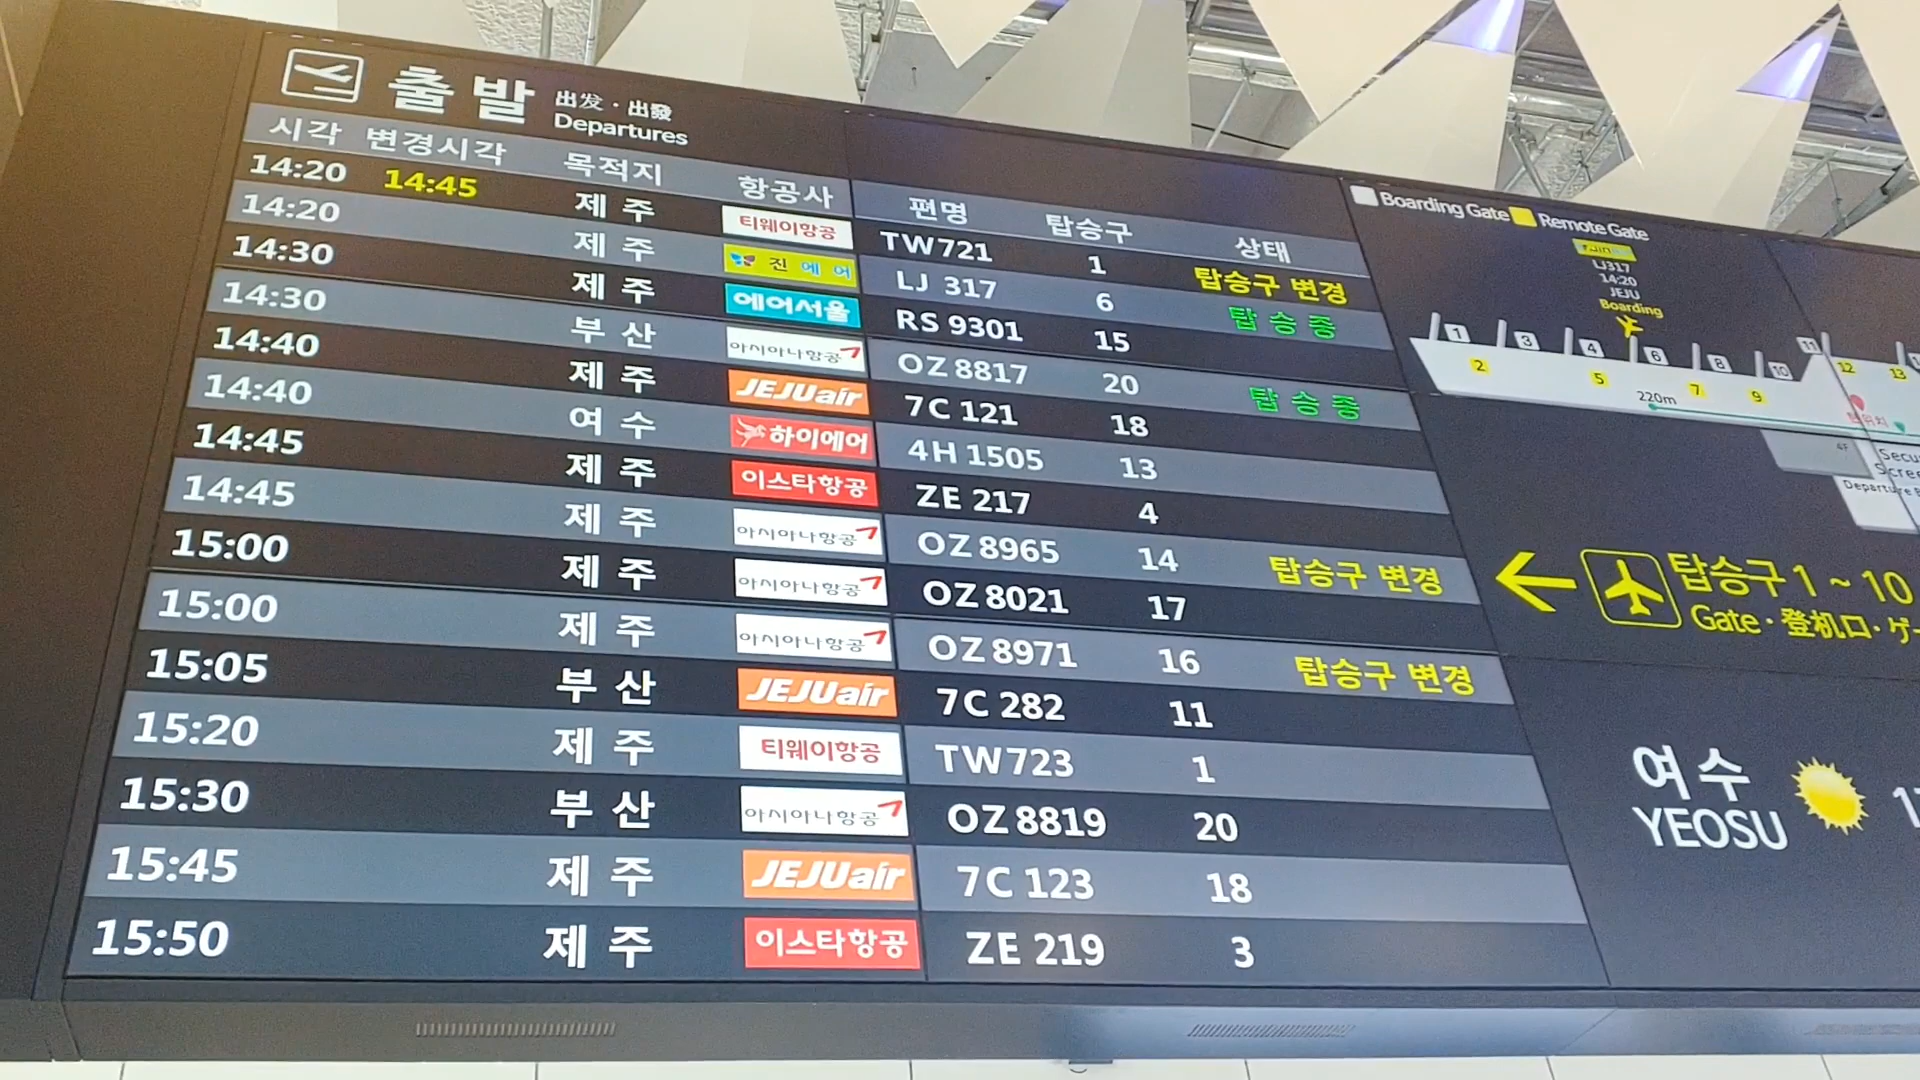 출발 出发 · 出發
Departures
시각 변경시각 목적지 항공사 편명 탑승구 상태
14:20 14:45 제주 티웨이항공 TW721 1 탑승구 변경
14:20 제주 진에어 LJ 317 6 탑승중
14:30 제주 에어서울 RS 9301 15
14:30 부산 아시아나항공 OZ 8817 20 탑승중
14:40 제주 JEJUair 7C 121 18
14:40 여수 하이에어 4H 1505 13
14:45 제주 이스타항공 ZE 217 4
14:45 제주 아시아나항공 OZ 8965 14 탑승구 변경
15:00 제주 아시아나항공 OZ 8021 17
15:00 제주 아시아나항공 OZ 8971 16 탑승구 변경
15:05 부산 JEJUair 7C 282 11
15:20 제주 티웨이항공 TW723 1
15:30 부산 아시아나항공 OZ 8819 20
15:45 제주 JEJUair 7C 123 18
15:50 제주 이스타항공 ZE 219 3
Boarding Gate Remote Gate
LJ317
14:20
JEJU
Boarding
1 3 4 6 8 10 11
2 5 7 9 12 13
220m
4F
탑승구 1 ~ 10
Gate · 登机口 · ゲー
여수
YEOSU